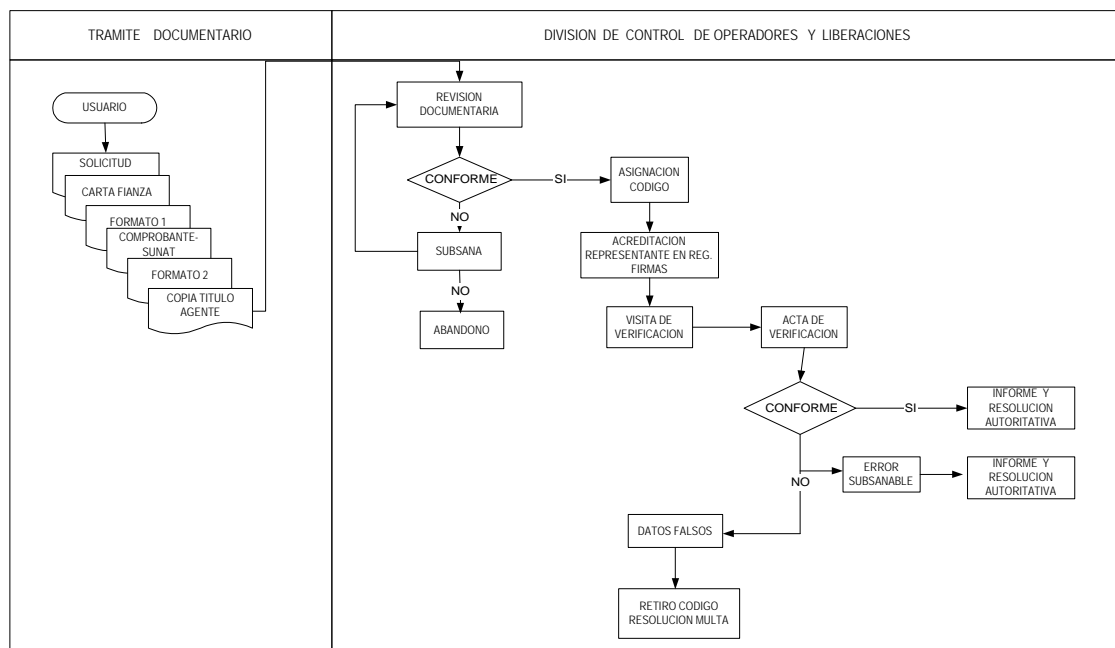 TRAMITE DOCUMENTARIO
DIVISION DE CONTROL DE OPERADORES Y LIBERACIONES
USUARIO
SOLICITUD
CARTA FIANZA
FORMATO 1
COMPROBANTE-
SUNAT
FORMATO 2
COPIA TITULO
AGENTE
REVISION
DOCUMENTARIA
CONFORME
SI
ASIGNACION
CODIGO
NO
SUBSANA
NO
ABANDONO
ACREDITACION
REPRESENTANTE EN REG.
FIRMAS
VISITA DE
VERIFICACION
ACTA DE
VERIFICACION
CONFORME
SI
INFORME Y
RESOLUCION
AUTORITATIVA
NO
ERROR
SUBSANABLE
INFORME Y
RESOLUCION
AUTORITATIVA
DATOS FALSOS
RETIRO CODIGO
RESOLUCION MULTA